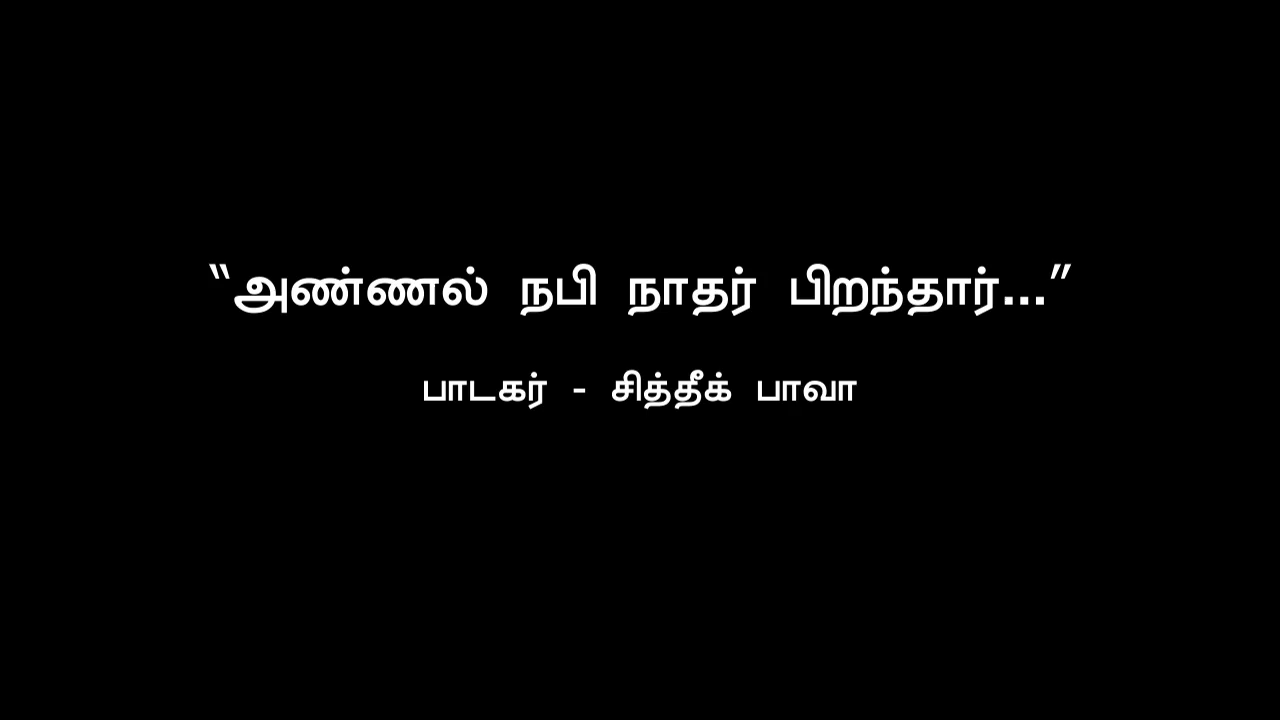 “அண்ணல் நபி நாதர் பிறந்தார்...”
பாடகர் - சித்தீக் பாவா